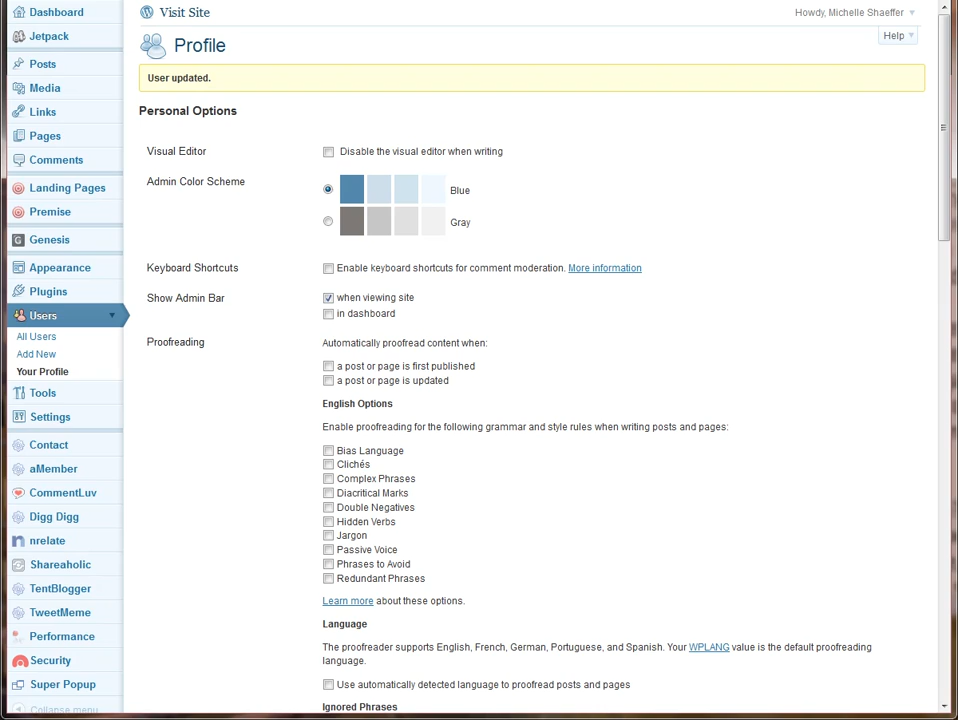 Dashboard
Jetpack
Posts
Media
Links
Pages
Comments
Landing Pages
Premise
Genesis
Appearance
Plugins
Users
All Users
Add New
Your Profile
Tools
Settings
Contact
aMember
CommentLuv
Digg Digg
nrelate
Shareaholic
TentBlogger
TweetMeme
Performance
Security
Super Popup
Collapse menu
Visit Site
Howdy, Michelle Shaeffer
Help
Profile
User updated.
Personal Options
Visual Editor
Disable the visual editor when writing
Admin Color Scheme
Blue
Gray
Keyboard Shortcuts
Enable keyboard shortcuts for comment moderation. More information
Show Admin Bar
when viewing site
in dashboard
Proofreading
Automatically proofread content when:
a post or page is first published
a post or page is updated
English Options
Enable proofreading for the following grammar and style rules when writing posts and pages:
Bias Language
Clichés
Complex Phrases
Diacritical Marks
Double Negatives
Hidden Verbs
Jargon
Passive Voice
Phrases to Avoid
Redundant Phrases
Learn more about these options.
Language
The proofreader supports English, French, German, Portuguese, and Spanish. Your WPLANG value is the default proofreading
language.
Use automatically detected language to proofread posts and pages
Ignored Phrases